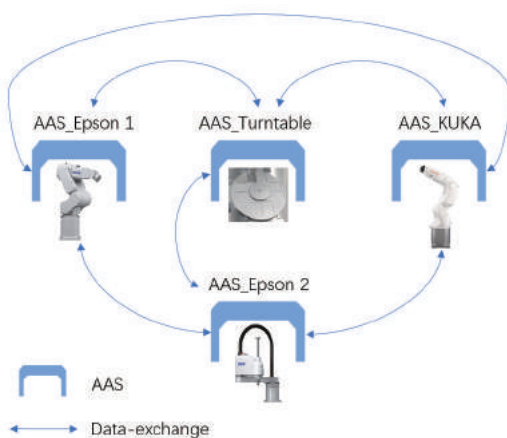 AAS_Epson 1
AAS_Turntable
AAS_KUKA
AAS_Epson 2
AAS
Data-exchange